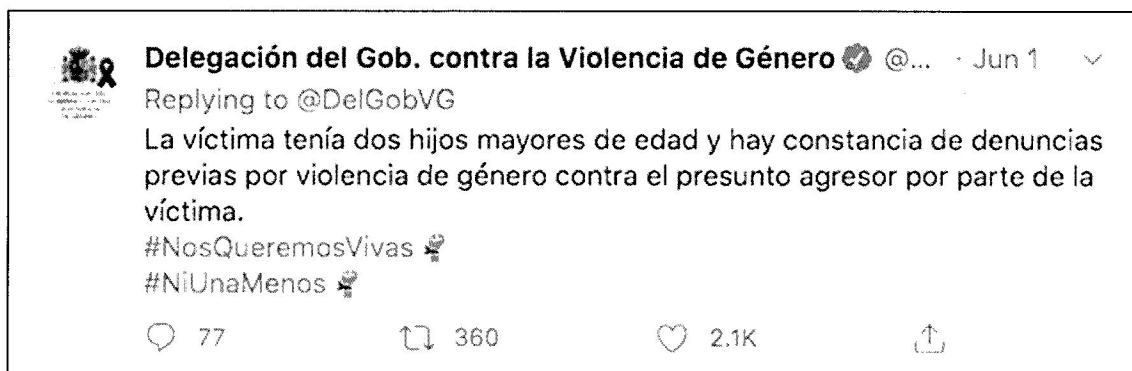 Delegación del Gob. contra la Violencia de Género @... · Jun 1
Replying to @DelGobVG
La víctima tenía dos hijos mayores de edad y hay constancia de denuncias
previas por violencia de género contra el presunto agresor por parte de la
víctima.
#NosQueremosVivas
#NiUnaMenos
77 360 2.1K